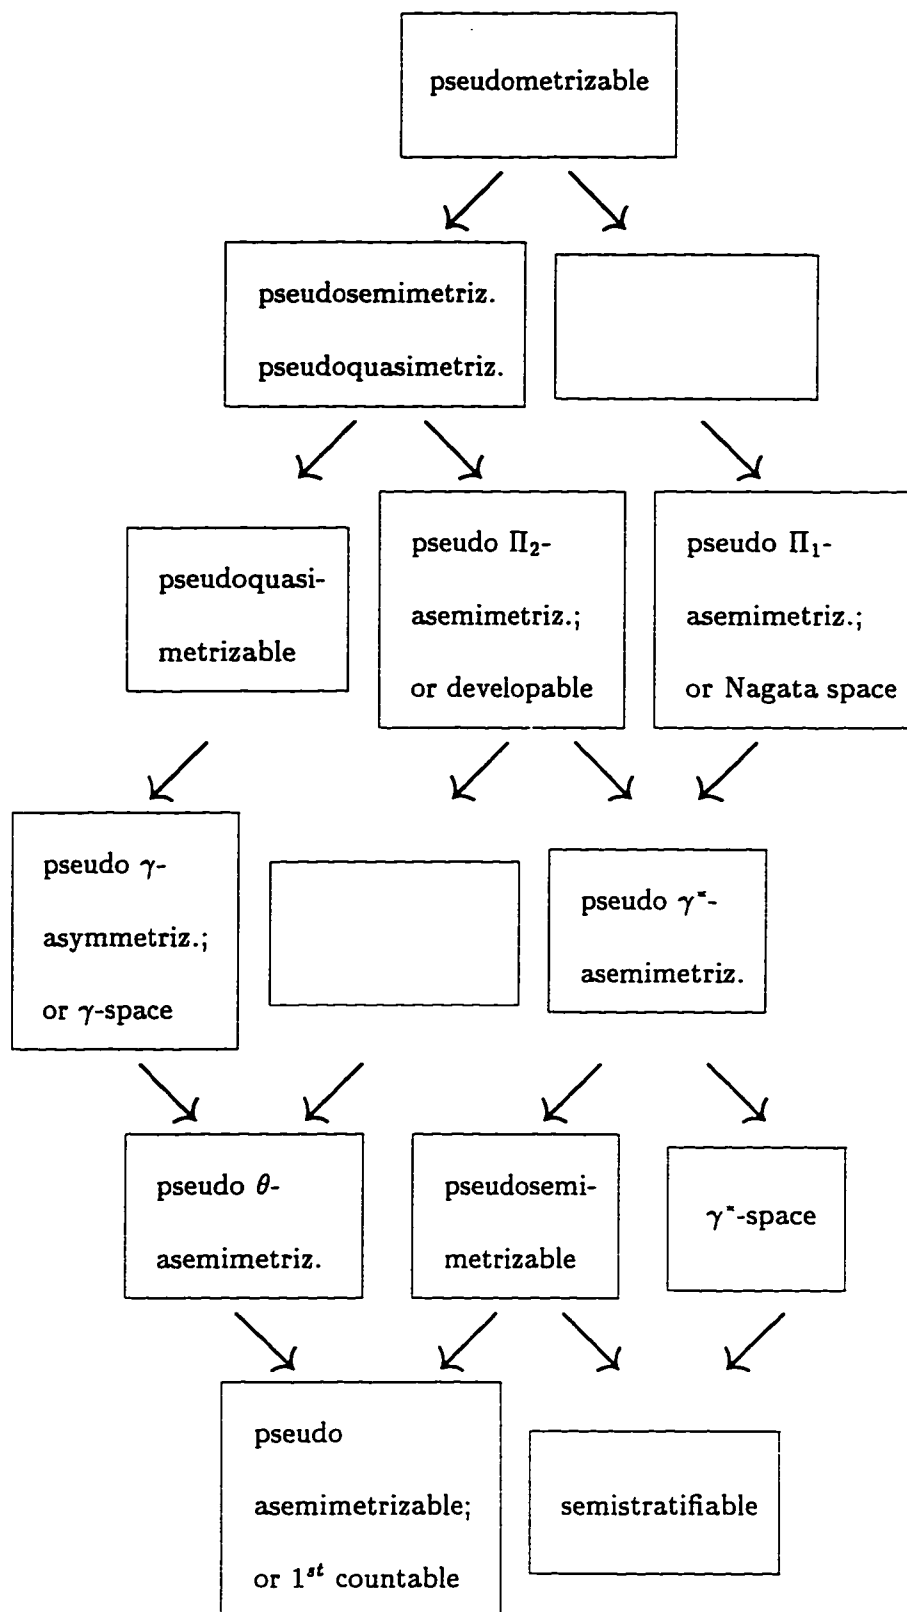 pseudometrizable
pseudosemimetriz.
pseudoquasimetriz.
pseudoquasi-
metrizable
pseudo Π₂-
asemimetriz.;
or developable
pseudo Π₁-
asemimetriz.;
or Nagata space
pseudo γ-
asymmetriz.;
or γ-space
pseudo γ*-
asemimetriz.
pseudo θ-
asemimetriz.
pseudosemi-
metrizable
γ*-space
pseudo
asemimetrizable;
or 1ˢᵗ countable
semistratifiable